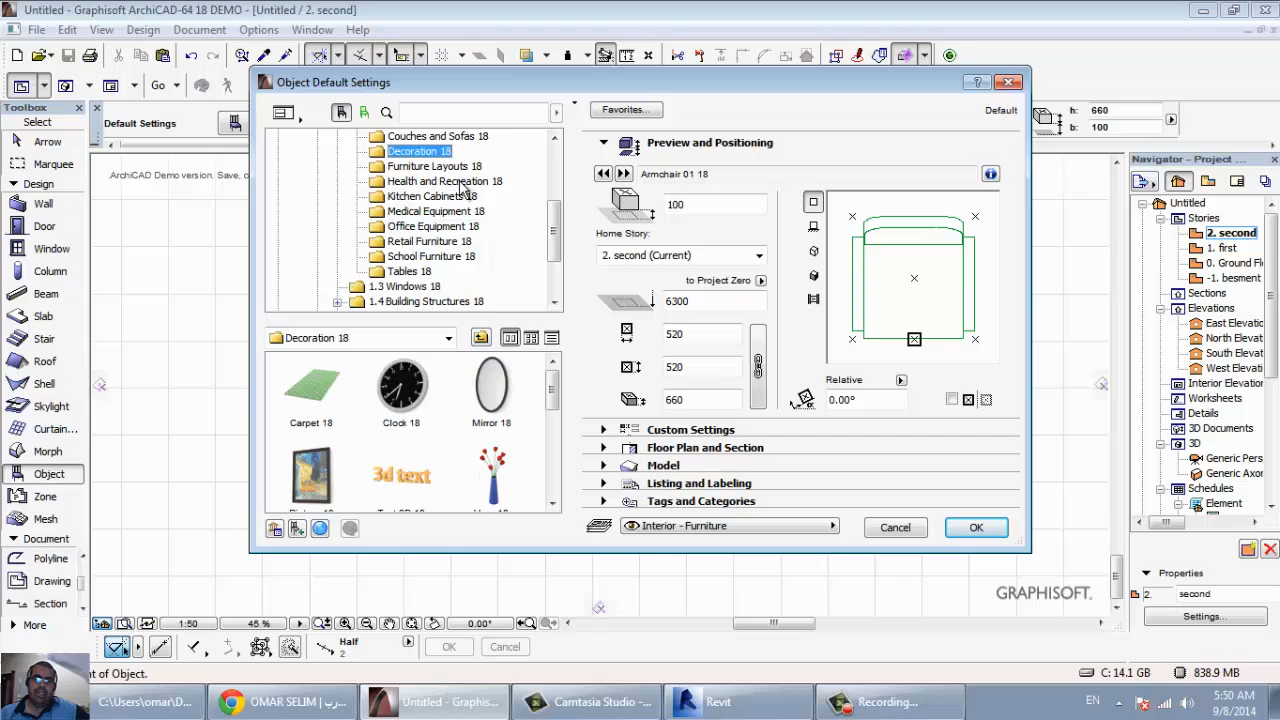 Untitled - Graphisoft ArchiCAD-64 18 DEMO - [Untitled / 2. second]
File Edit View Design Document Options Window Help
Go
Toolbox
Select
Arrow
Marquee
Design
Wall
Door
Window
Column
Beam
Slab
Stair
Roof
Shell
Skylight
Curtain...
Morph
Object
Zone
Mesh
Document
Polyline
Drawing
Section
More
Default Settings
ArchiCAD Demo version. Save, c
Object Default Settings
Couches and Sofas 18
Decoration 18
Furniture Layouts 18
Health and Recreation 18
Kitchen Cabinets 18
Medical Equipment 18
Office Equipment 18
Retail Furniture 18
School Furniture 18
Tables 18
1.3 Windows 18
1.4 Building Structures 18
Decoration 18
Carpet 18 Clock 18 Mirror 18
3d text
Favorites...
Default
Preview and Positioning
Armchair 01 18
100
Home Story:
2. second (Current)
to Project Zero
6300
520
520
660
Relative
0.00°
Custom Settings
Floor Plan and Section
Model
Listing and Labeling
Tags and Categories
Interior - Furniture
Cancel OK
h: 660
b: 100
Navigator - Project
Untitled
Stories
2. second
1. first
0. Ground Fl
-1. besment
Sections
Elevations
East Elevat
North Eleva
South Eleva
West Elevat
Interior Elevation
Worksheets
Details
3D Documents
3D
Generic Pers
Generic Axor
Schedules
Element
Properties
2. second
Settings...
GRAPHISOFT.
1:50 45 % 0.00°
Half
2
OK Cancel
nt of Object.
C: 14.1 GB 838.9 MB
C:\users\omar\D... OMAR SELIM | رب... Untitled - Graphis... Camtasia Studio -... Revit Recording...
EN
5:50 AM
9/8/2014